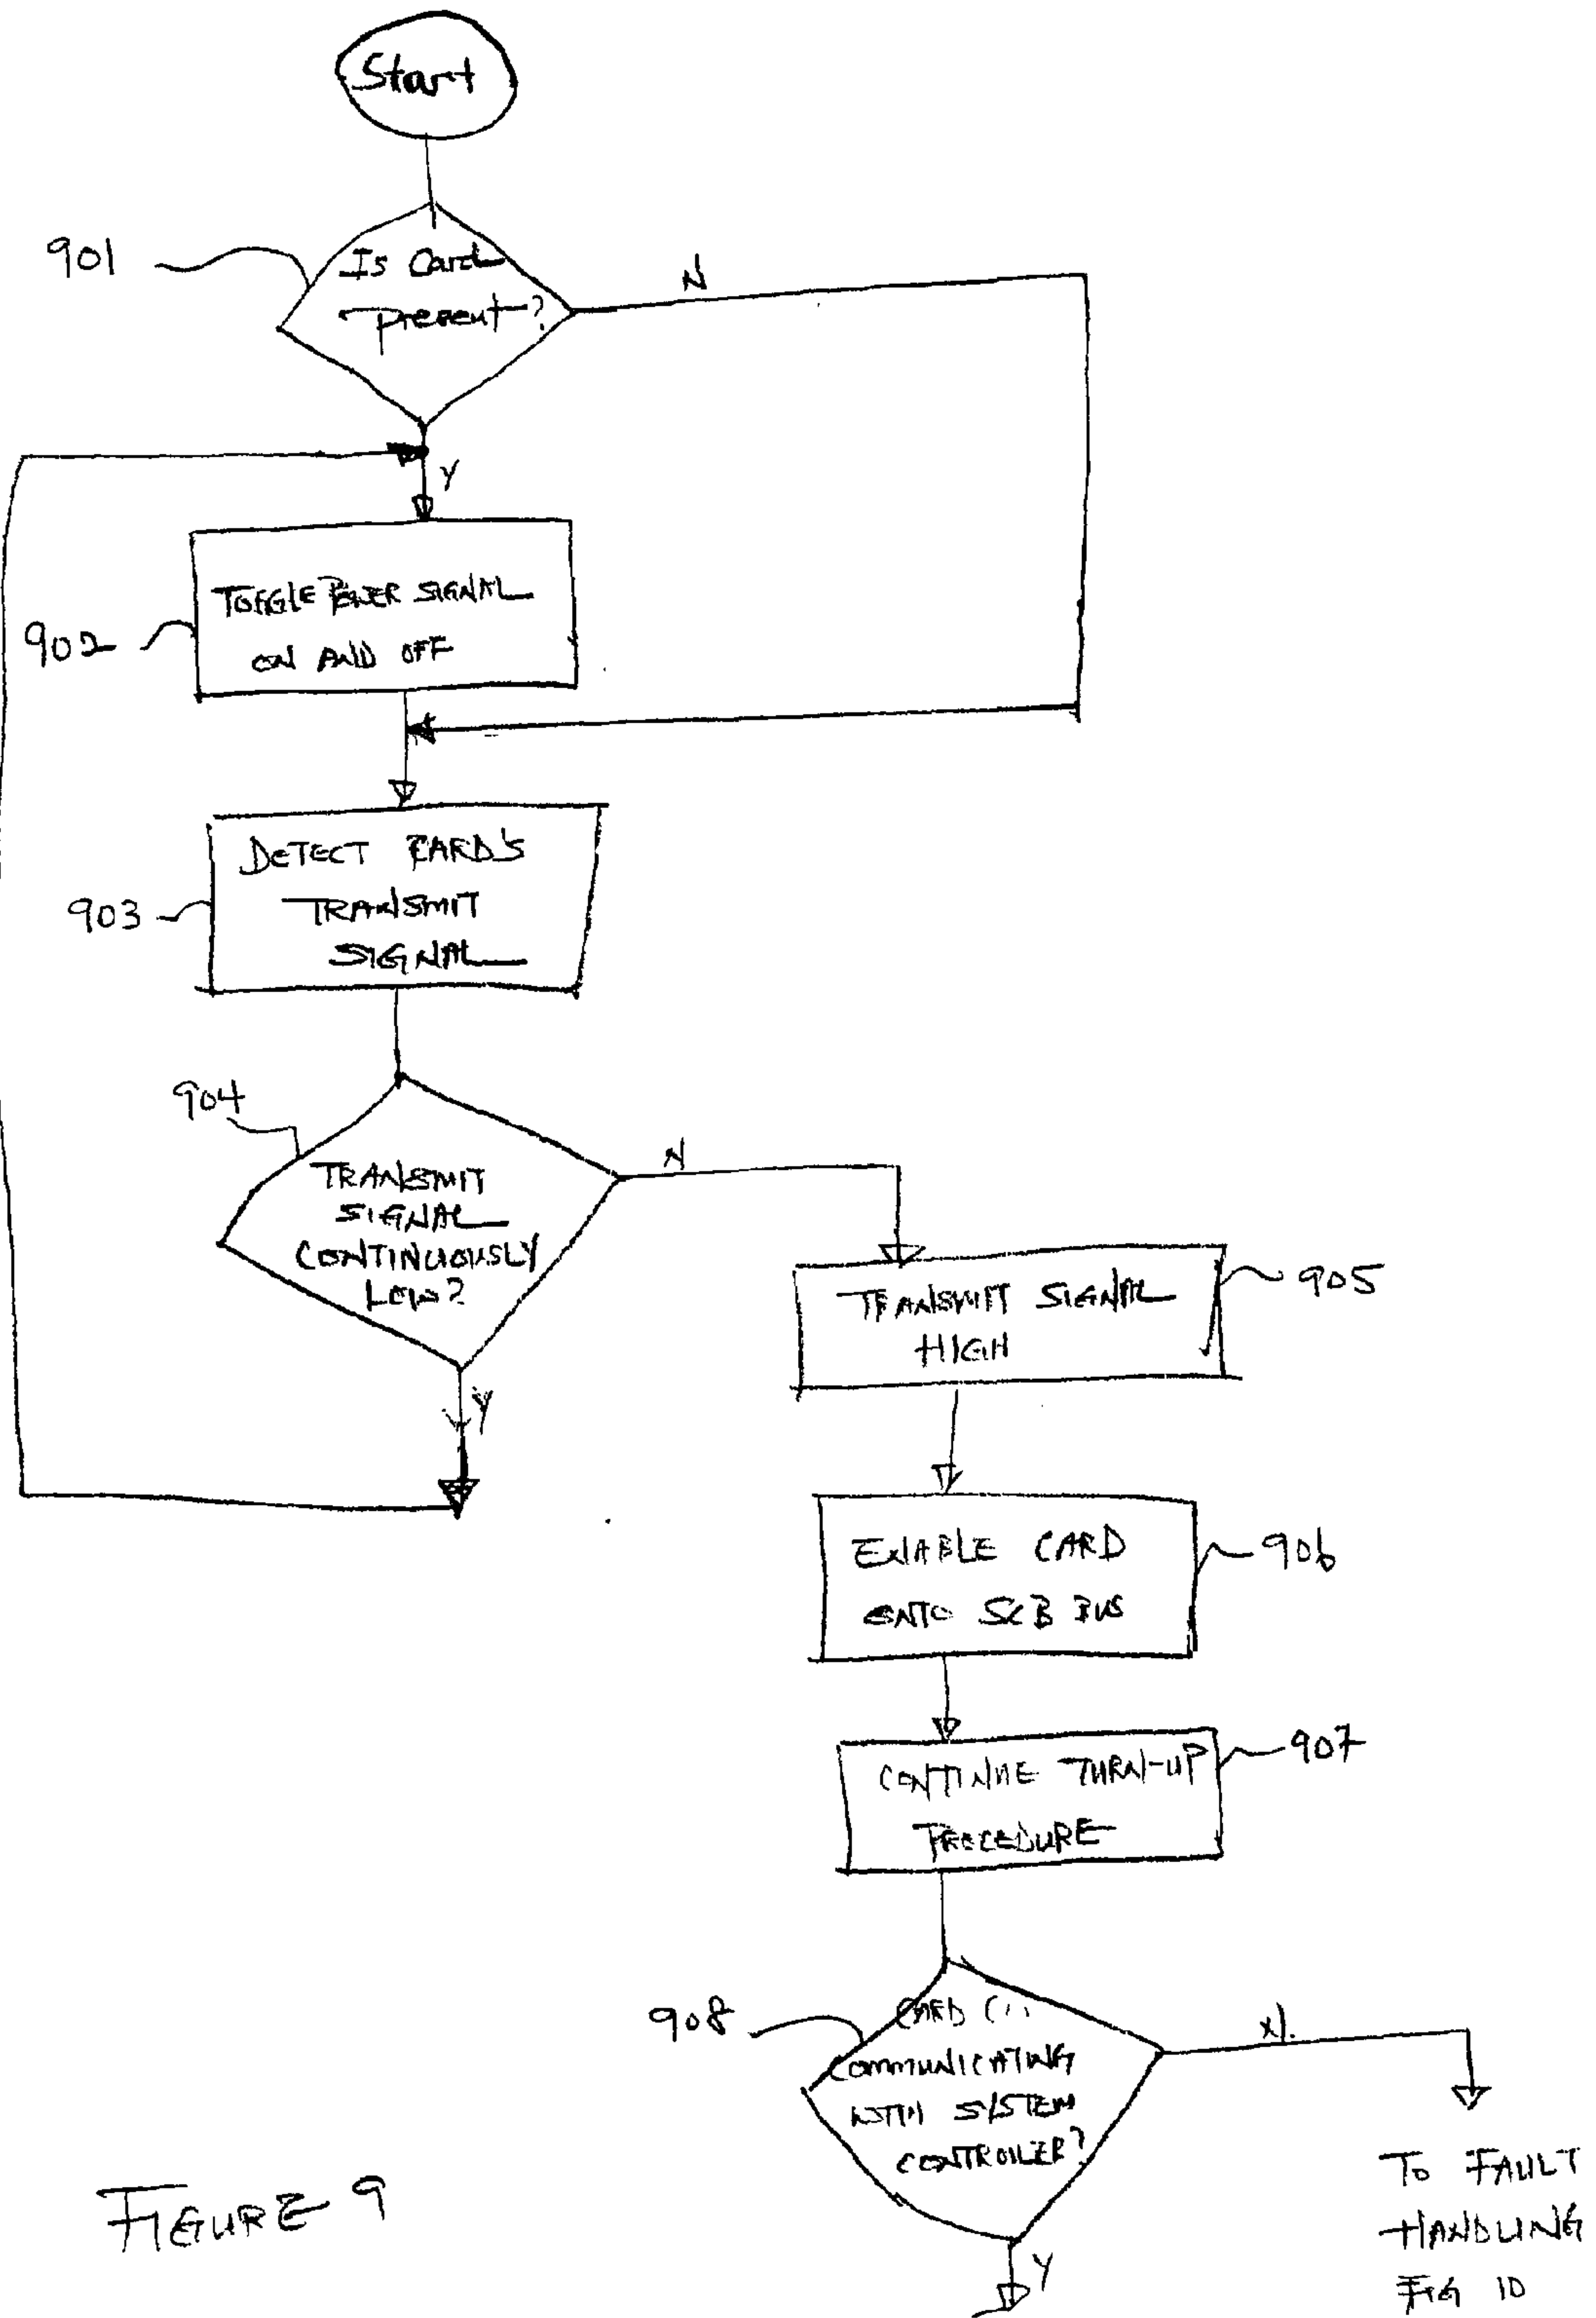 Start
901
Is Card
present?
N
Y
902
TOGGLE POWER SIGNAL
ON AND OFF
903
DETECT CARD'S
TRANSMIT
SIGNAL
904
TRANSMIT
SIGNAL
CONTINUOUSLY
LOW?
N
Y
905
TRANSMIT SIGNAL
HIGH
906
ENABLE CARD
ONTO SCB BUS
907
CONTINUE TURN-UP
PROCEDURE
908
CARD
COMMUNICATING
WITH SYSTEM
CONTROLLER?
N
Y
TO FAULT
HANDLING
FIG 10
FIGURE 9